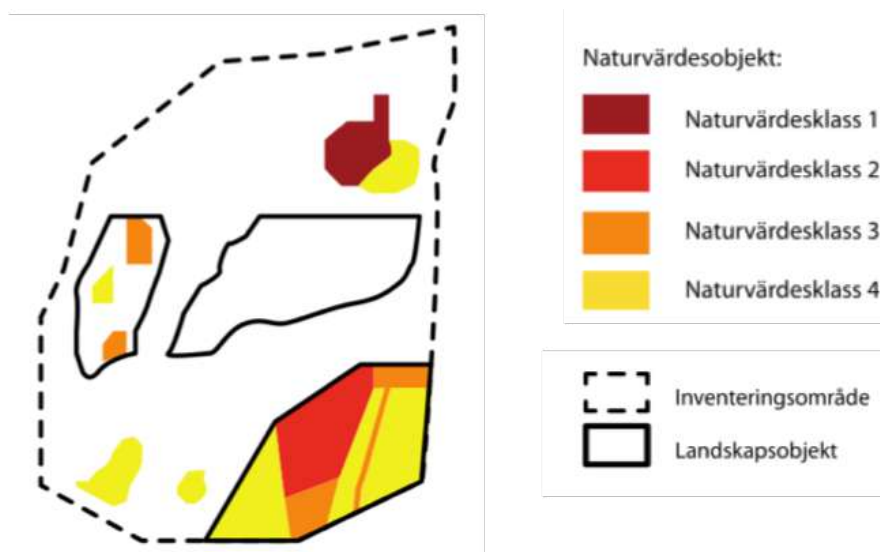 Naturvärdesobjekt:
Naturvärdesklass 1
Naturvärdesklass 2
Naturvärdesklass 3
Naturvärdesklass 4
Inventeringsområde
Landskapsobjekt